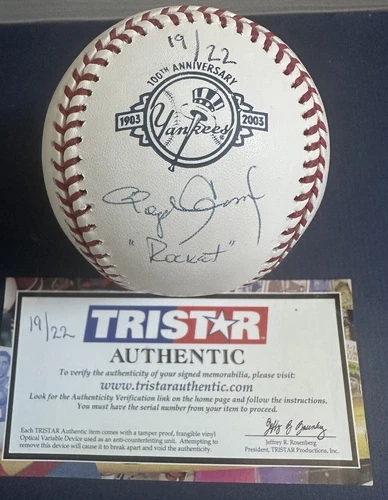 19/22
100TH ANNIVERSARY
1903 Yankees 2003
"Rocket"
19/22
TRISTAR
AUTHENTIC
To verify the authenticity of your signed memorabilia, please visit:
www.tristarauthentic.com
Look for the Authenticity Verification link on the home page and follow the instructions.
You must have the serial number from your item to proceed.
Each TRISTAR Authentic item comes with a tamper proof, frangible vinyl
Optical Variable Device used as an anti-counterfeiting unit. Attempting to
remove this device will cause it to break apart and void the authenticity.
Jeffrey R. Rosenberg
President, TRISTAR Productions, Inc.